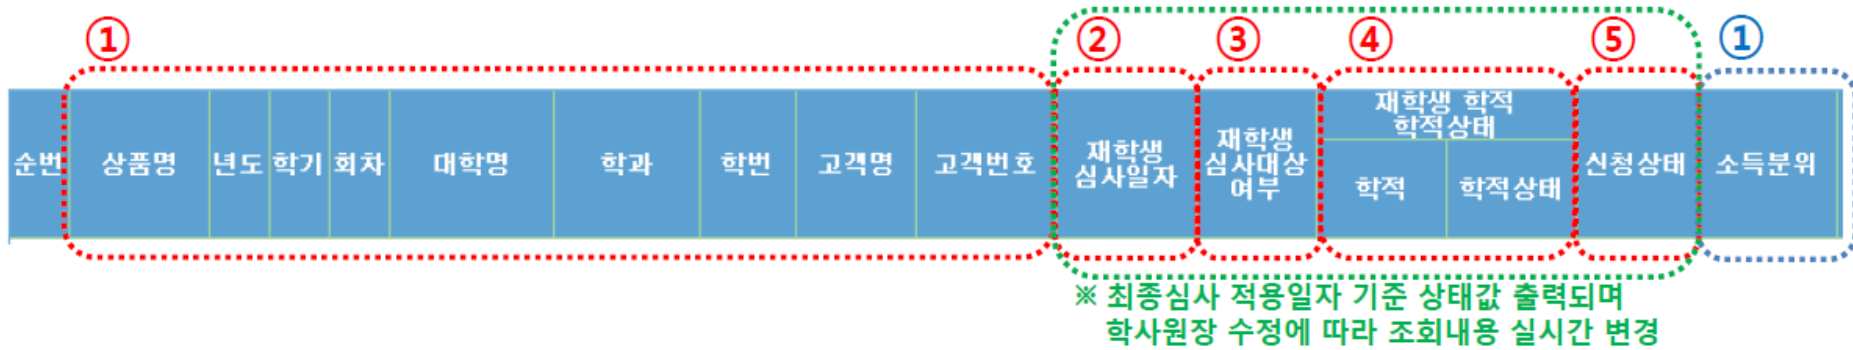 ① ② ③ ④ ⑤ ①
순번 상품명 년도 학기 회차 대학명 학과 학번 고객명 고객번호
재학생
심사일자
재학생
심사대상
여부
재학생 학적
학적상태
학적 학적상태
신청상태
소득분위
※ 최종심사 적용일자 기준 상태값 출력되며
학사원장 수정에 따라 조회내용 실시간 변경